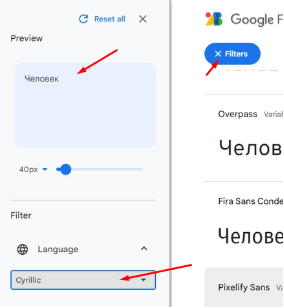 Reset all
Preview
Человек
40px
Filter
Language
Cyrillic
Google F
Filters
Overpass Variab
Челов
Fira Sans Conde
Челове
Pixelify Sans Va